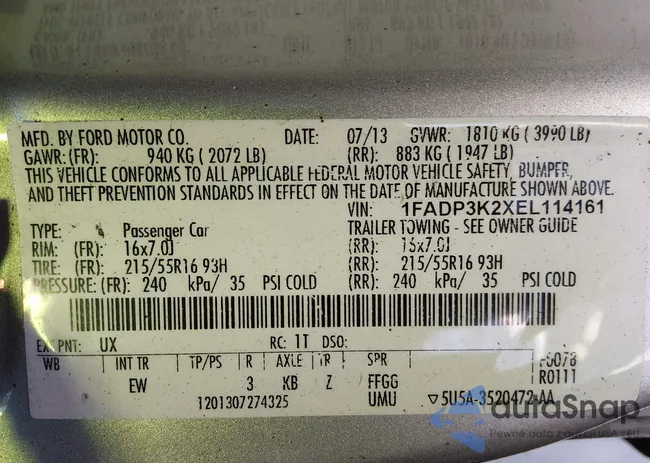 MFD. BY FORD MOTOR CO. DATE: 07/13 GVWR: 1810 KG ( 3990 LB)
GAWR: (FR): 940 KG ( 2072 LB) (RR): 883 KG ( 1947 LB)
THIS VEHICLE CONFORMS TO ALL APPLICABLE FEDERAL MOTOR VEHICLE SAFETY, BUMPER,
AND THEFT PREVENTION STANDARDS IN EFFECT ON THE DATE OF MANUFACTURE SHOWN ABOVE.
VIN: 1FADP3K2XEL114161
TYPE: Passenger Car TRAILER TOWING - SEE OWNER GUIDE
RIM: (FR): 16x7.0J (RR): 16x7.0J
TIRE: (FR): 215/55R16 93H (RR): 215/55R16 93H
PRESSURE: (FR): 240 kPa/ 35 PSI COLD (RR): 240 kPa/ 35 PSI COLD
EXT PNT: UX RC: 1T DSO:
WB INT TR TP/PS R AXLE TR SPR F0078
EW 3 KB Z FFGG R0111
1201307274325 UMU ▽5U5A-3520472-AA
autoSnap
Pewne auto z aukcji USA i EU